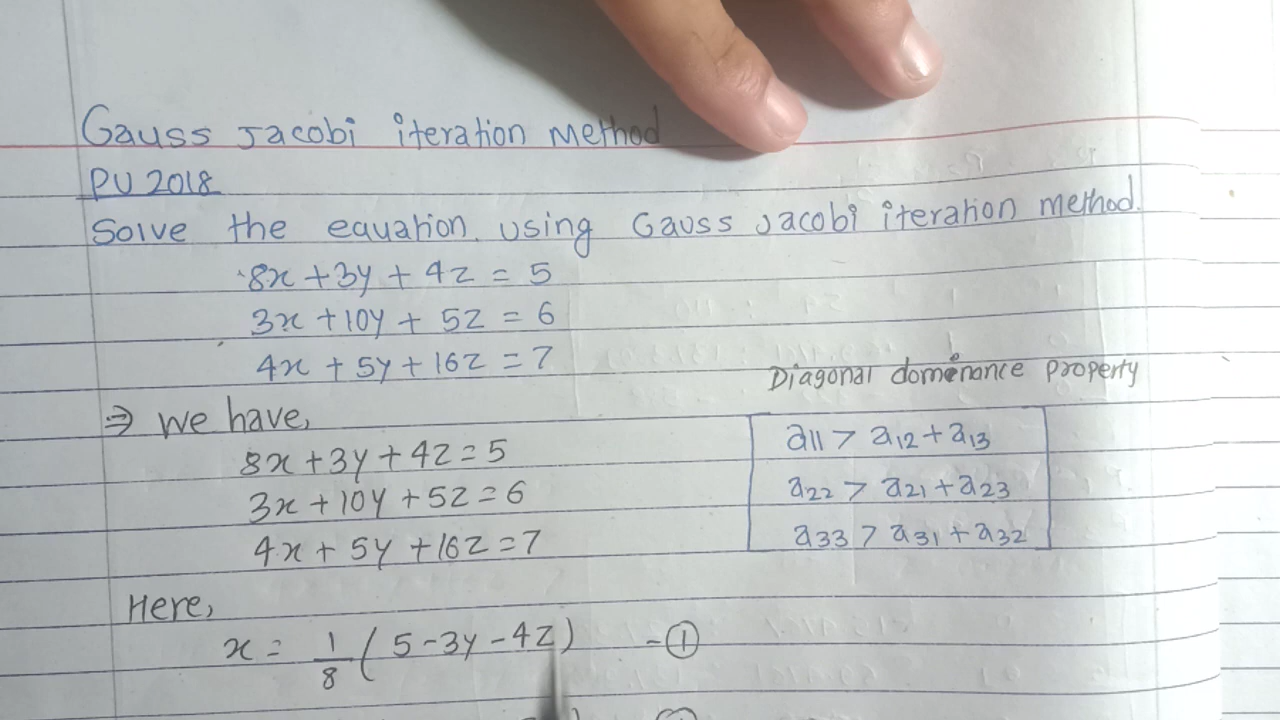 Gauss Jacobi iteration Method
PU 2018
Solve the equation using Gauss Jacobi iteration method.
8x + 3y + 4z = 5
3x + 10y + 5z = 6
4x + 5y + 16z = 7
⇒ We have,
8x + 3y + 4z = 5
3x + 10y + 5z = 6
4x + 5y + 16z = 7
Diagonal dominance property
a11 > a12 + a13
a22 > a21 + a23
a33 > a31 + a32
Here,
x = 1/8 ( 5 - 3y - 4z ) - ①